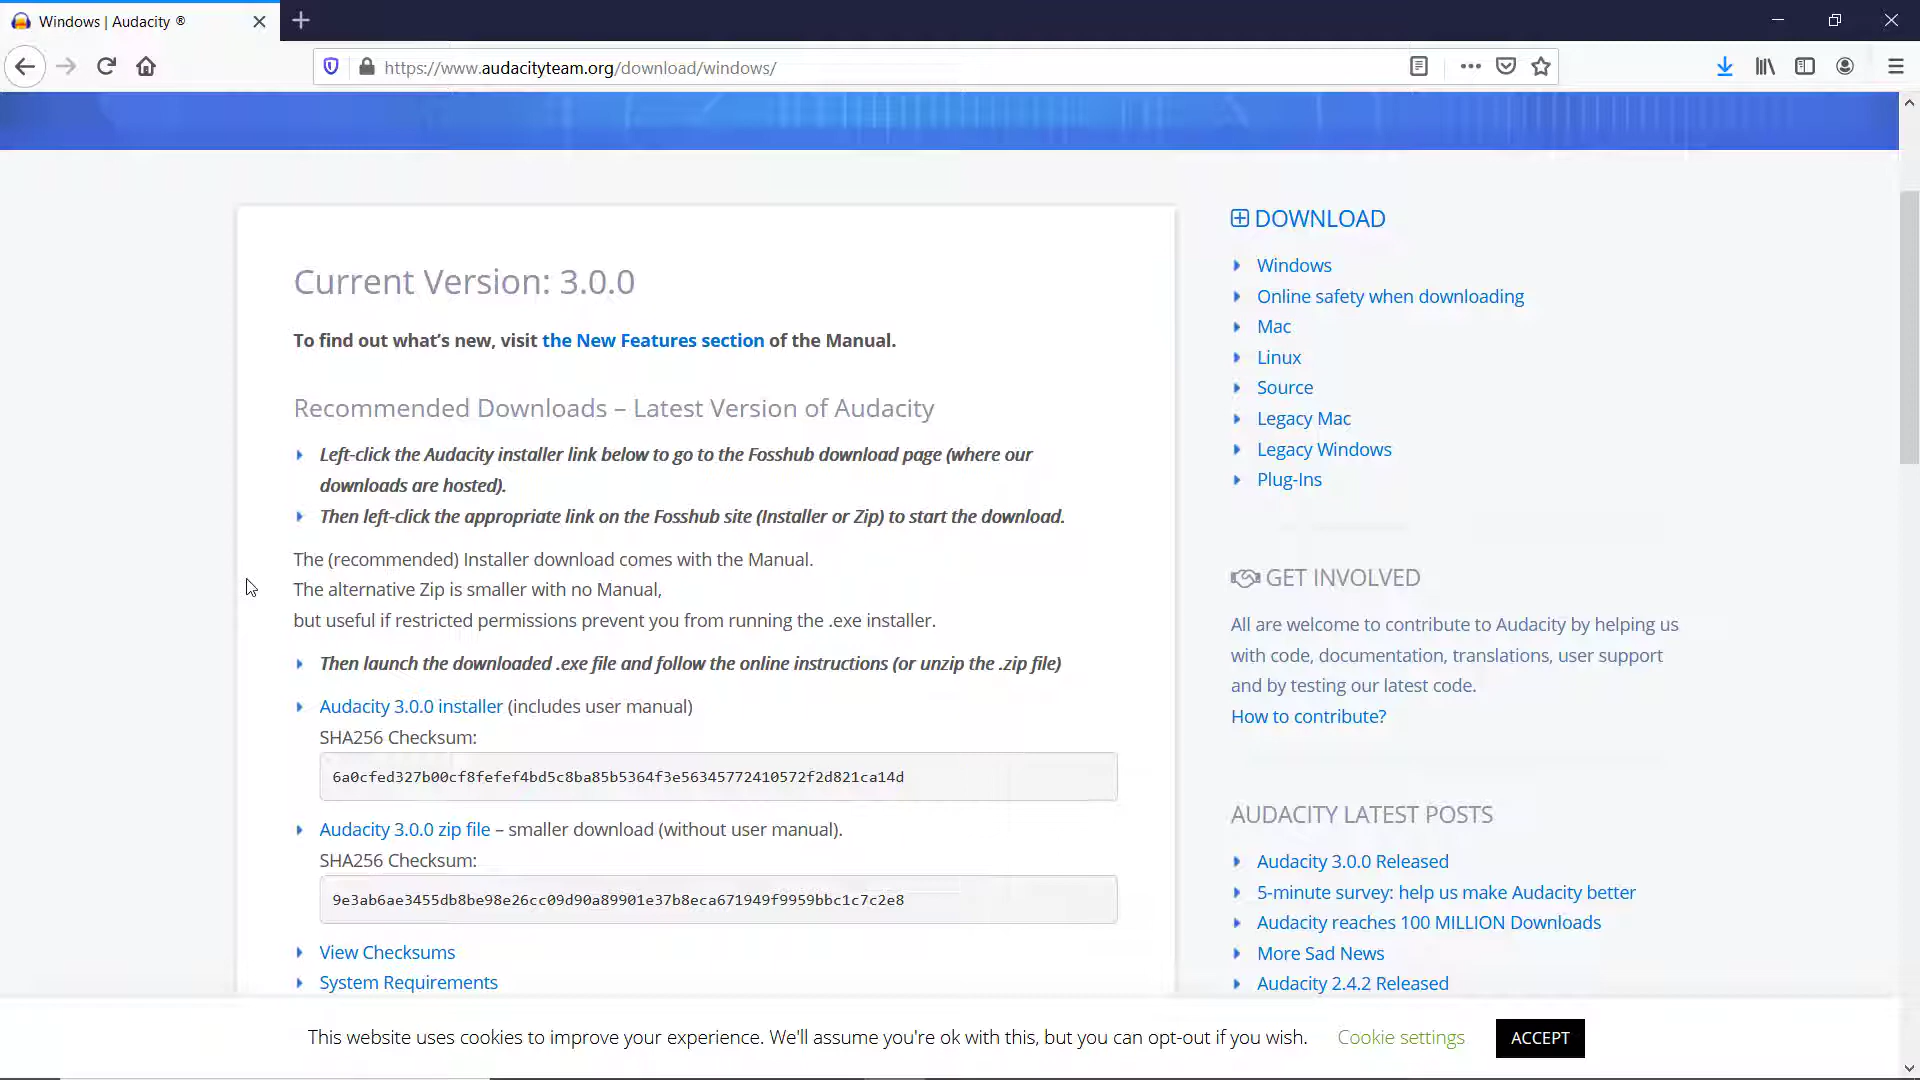 Windows | Audacity ®
https://www.audacityteam.org/download/windows/
Current Version: 3.0.0
To find out what’s new, visit the New Features section of the Manual.
Recommended Downloads – Latest Version of Audacity
Left-click the Audacity installer link below to go to the Fosshub download page (where our
downloads are hosted).
Then left-click the appropriate link on the Fosshub site (Installer or Zip) to start the download.
The (recommended) Installer download comes with the Manual.
The alternative Zip is smaller with no Manual,
but useful if restricted permissions prevent you from running the .exe installer.
Then launch the downloaded .exe file and follow the online instructions (or unzip the .zip file)
Audacity 3.0.0 installer (includes user manual)
SHA256 Checksum:
6a0cfed327b00cf8fefef4bd5c8ba85b5364f3e56345772410572f2d821ca14d
Audacity 3.0.0 zip file – smaller download (without user manual).
SHA256 Checksum:
9e3ab6ae3455db8be98e26cc09d90a89901e37b8eca671949f9959bbc1c7c2e8
View Checksums
System Requirements
DOWNLOAD
Windows
Online safety when downloading
Mac
Linux
Source
Legacy Mac
Legacy Windows
Plug-Ins
GET INVOLVED
All are welcome to contribute to Audacity by helping us
with code, documentation, translations, user support
and by testing our latest code.
How to contribute?
AUDACITY LATEST POSTS
Audacity 3.0.0 Released
5-minute survey: help us make Audacity better
Audacity reaches 100 MILLION Downloads
More Sad News
Audacity 2.4.2 Released
This website uses cookies to improve your experience. We'll assume you're ok with this, but you can opt-out if you wish. Cookie settings ACCEPT